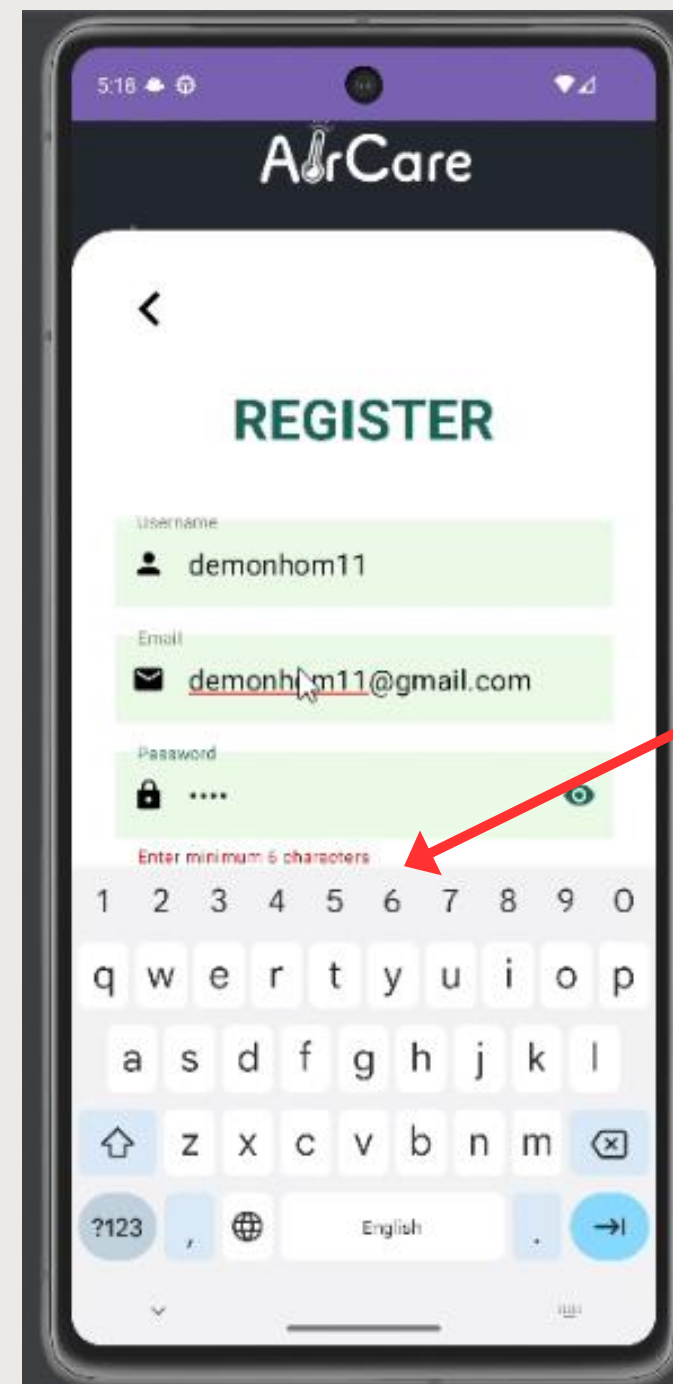 5:18
AirCare
REGISTER
Username
demonhom11
Email
demonhom11@gmail.com
Password
••••
Enter minimum 6 characters
1 2 3 4 5 6 7 8 9 0
q w e r t y u i o p
a s d f g h j k l
z x c v b n m
?123 , English .